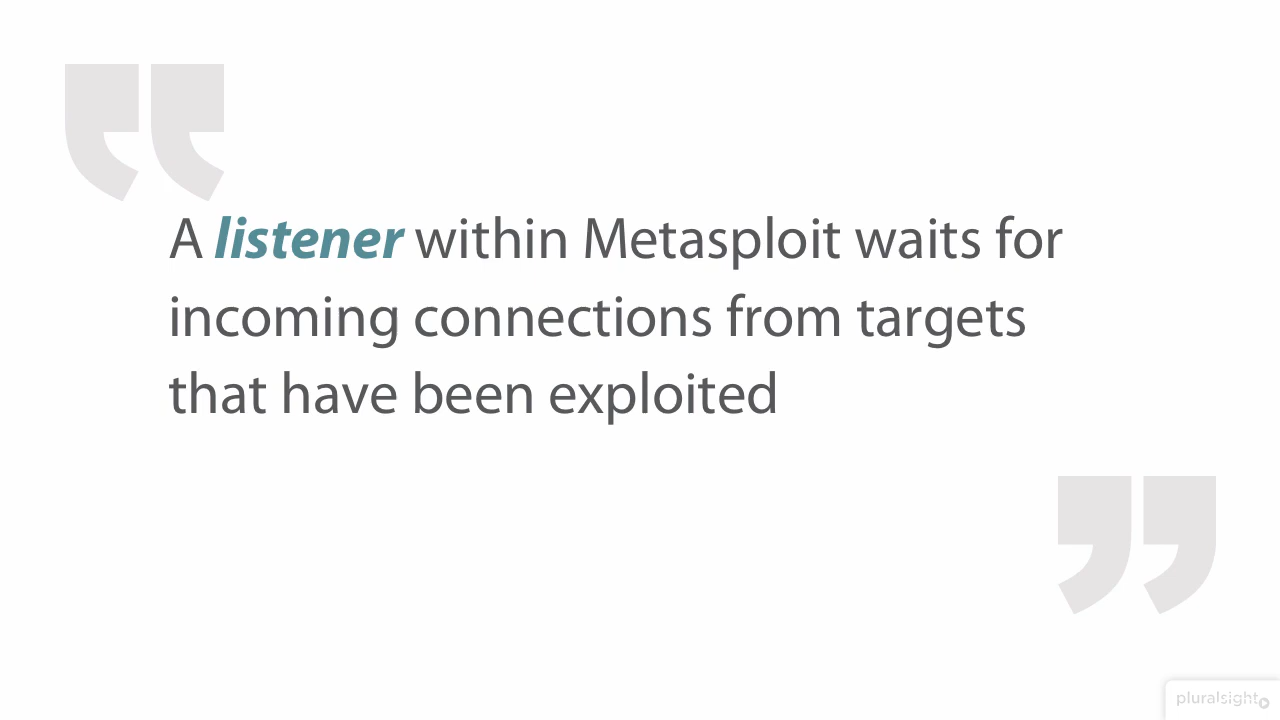 A listener within Metasploit waits for
incoming connections from targets
that have been exploited
pluralsight